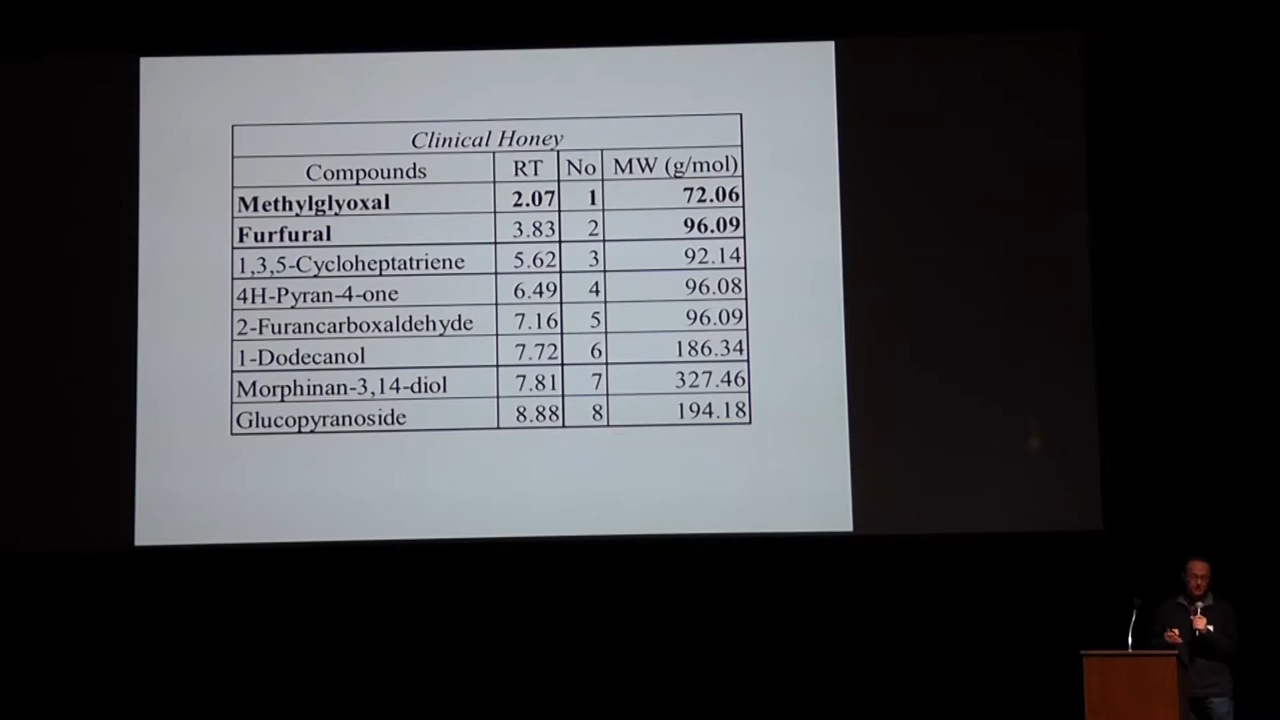 Clinical Honey
Compounds RT No MW (g/mol)
Methylglyoxal 2.07 1 72.06
Furfural 3.83 2 96.09
1,3,5-Cycloheptatriene 5.62 3 92.14
4H-Pyran-4-one 6.49 4 96.08
2-Furancarboxaldehyde 7.16 5 96.09
1-Dodecanol 7.72 6 186.34
Morphinan-3,14-diol 7.81 7 327.46
Glucopyranoside 8.88 8 194.18